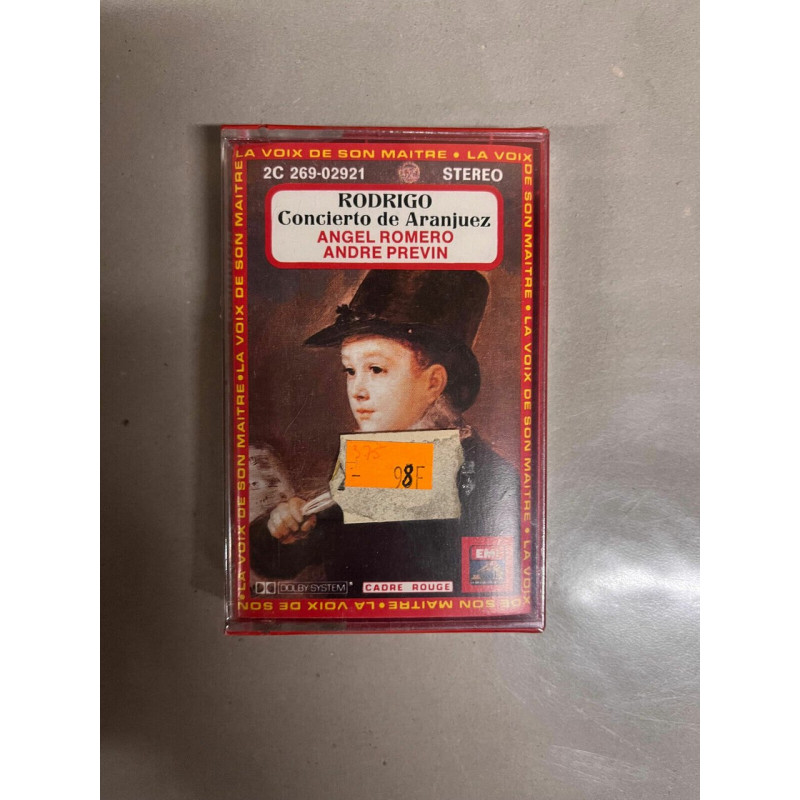 LA VOIX DE SON MAITRE • LA VOIX
DE SON MAITRE • LA VOIX DE SON MAITRE • LA VOIX
DE SON MAITRE • LA VOIX DE SON
LA VOIX DE SON MAITRE • LA VOIX DE SON MAITRE
2C 269-02921 STEREO
RODRIGO
Concierto de Aranjuez
ANGEL ROMERO
ANDRE PREVIN
98F
EMI
DOLBY SYSTEM
CADRE ROUGE